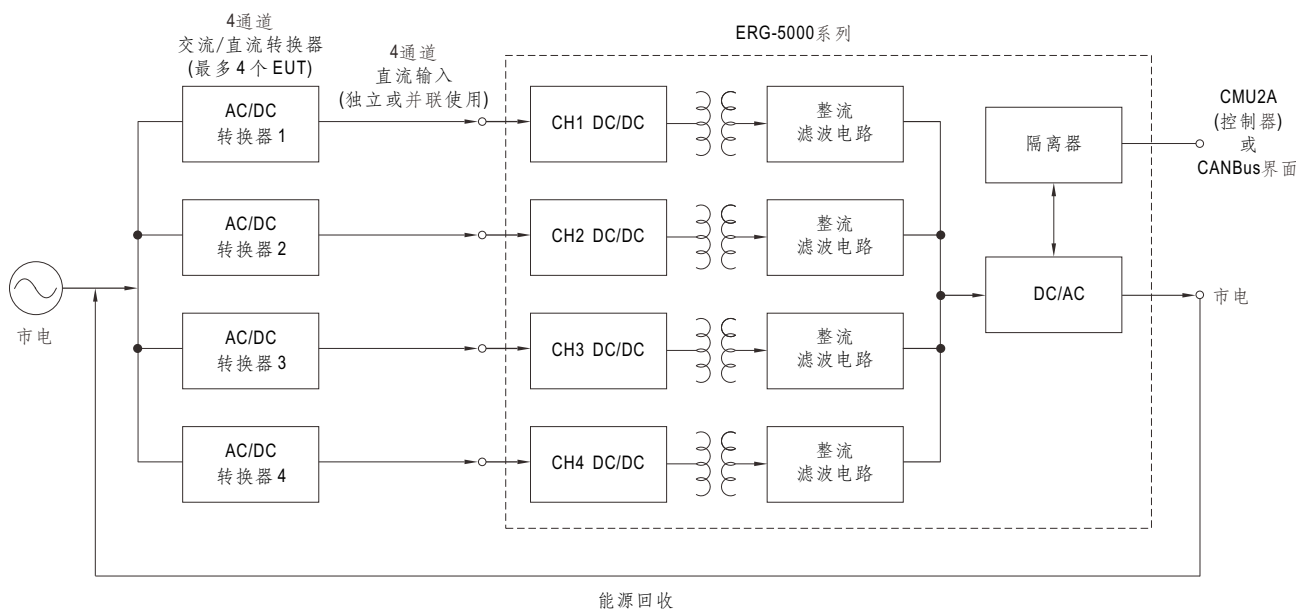 4通道
交流/直流转换器
(最多 4 个 EUT)
4通道
直流输入
(独立或并联使用)
ERG-5000系列
AC/DC
转换器 1
CH1 DC/DC
整流
滤波电路
隔离器
CMU2A
(控制器)
或
CANBus界面
AC/DC
转换器 2
CH2 DC/DC
整流
滤波电路
市电
DC/AC
市电
AC/DC
转换器 3
CH3 DC/DC
整流
滤波电路
AC/DC
转换器 4
CH4 DC/DC
整流
滤波电路
能源回收